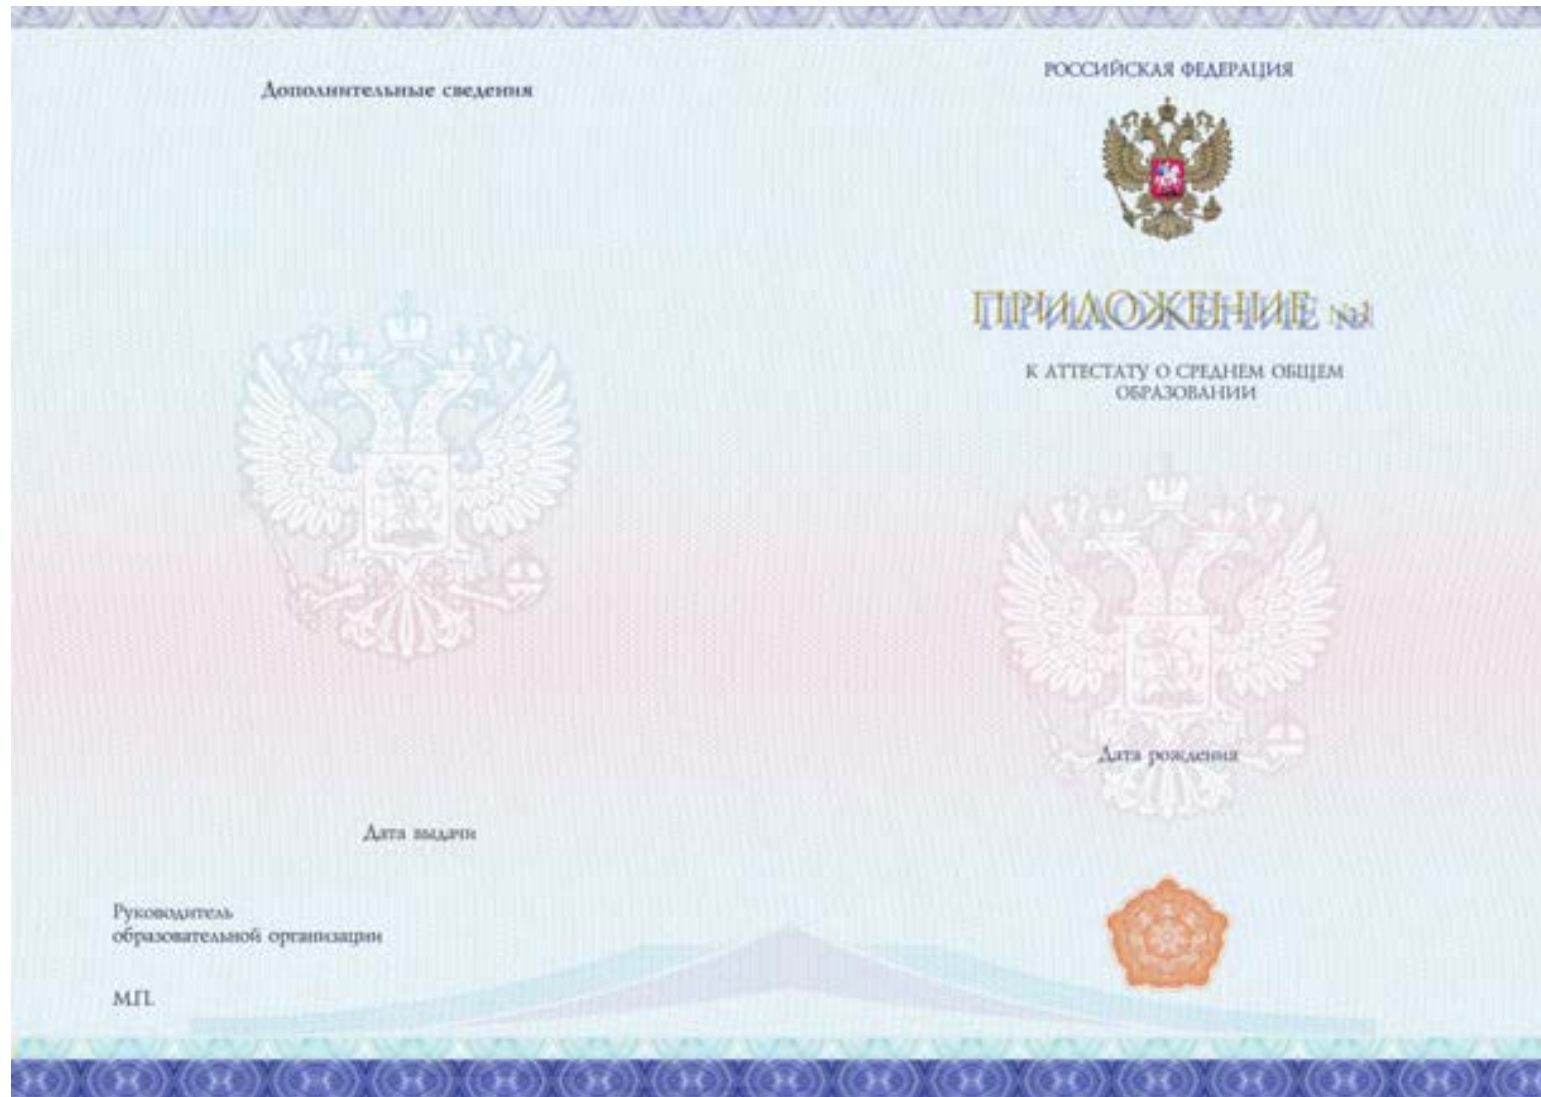 Дополнительные сведения
Дата выдачи
Руководитель
образовательной организации
М.П.
РОССИЙСКАЯ ФЕДЕРАЦИЯ
ПРИЛОЖЕНИЕ №1
К АТТЕСТАТУ О СРЕДНЕМ ОБЩЕМ
ОБРАЗОВАНИИ
Дата рождения